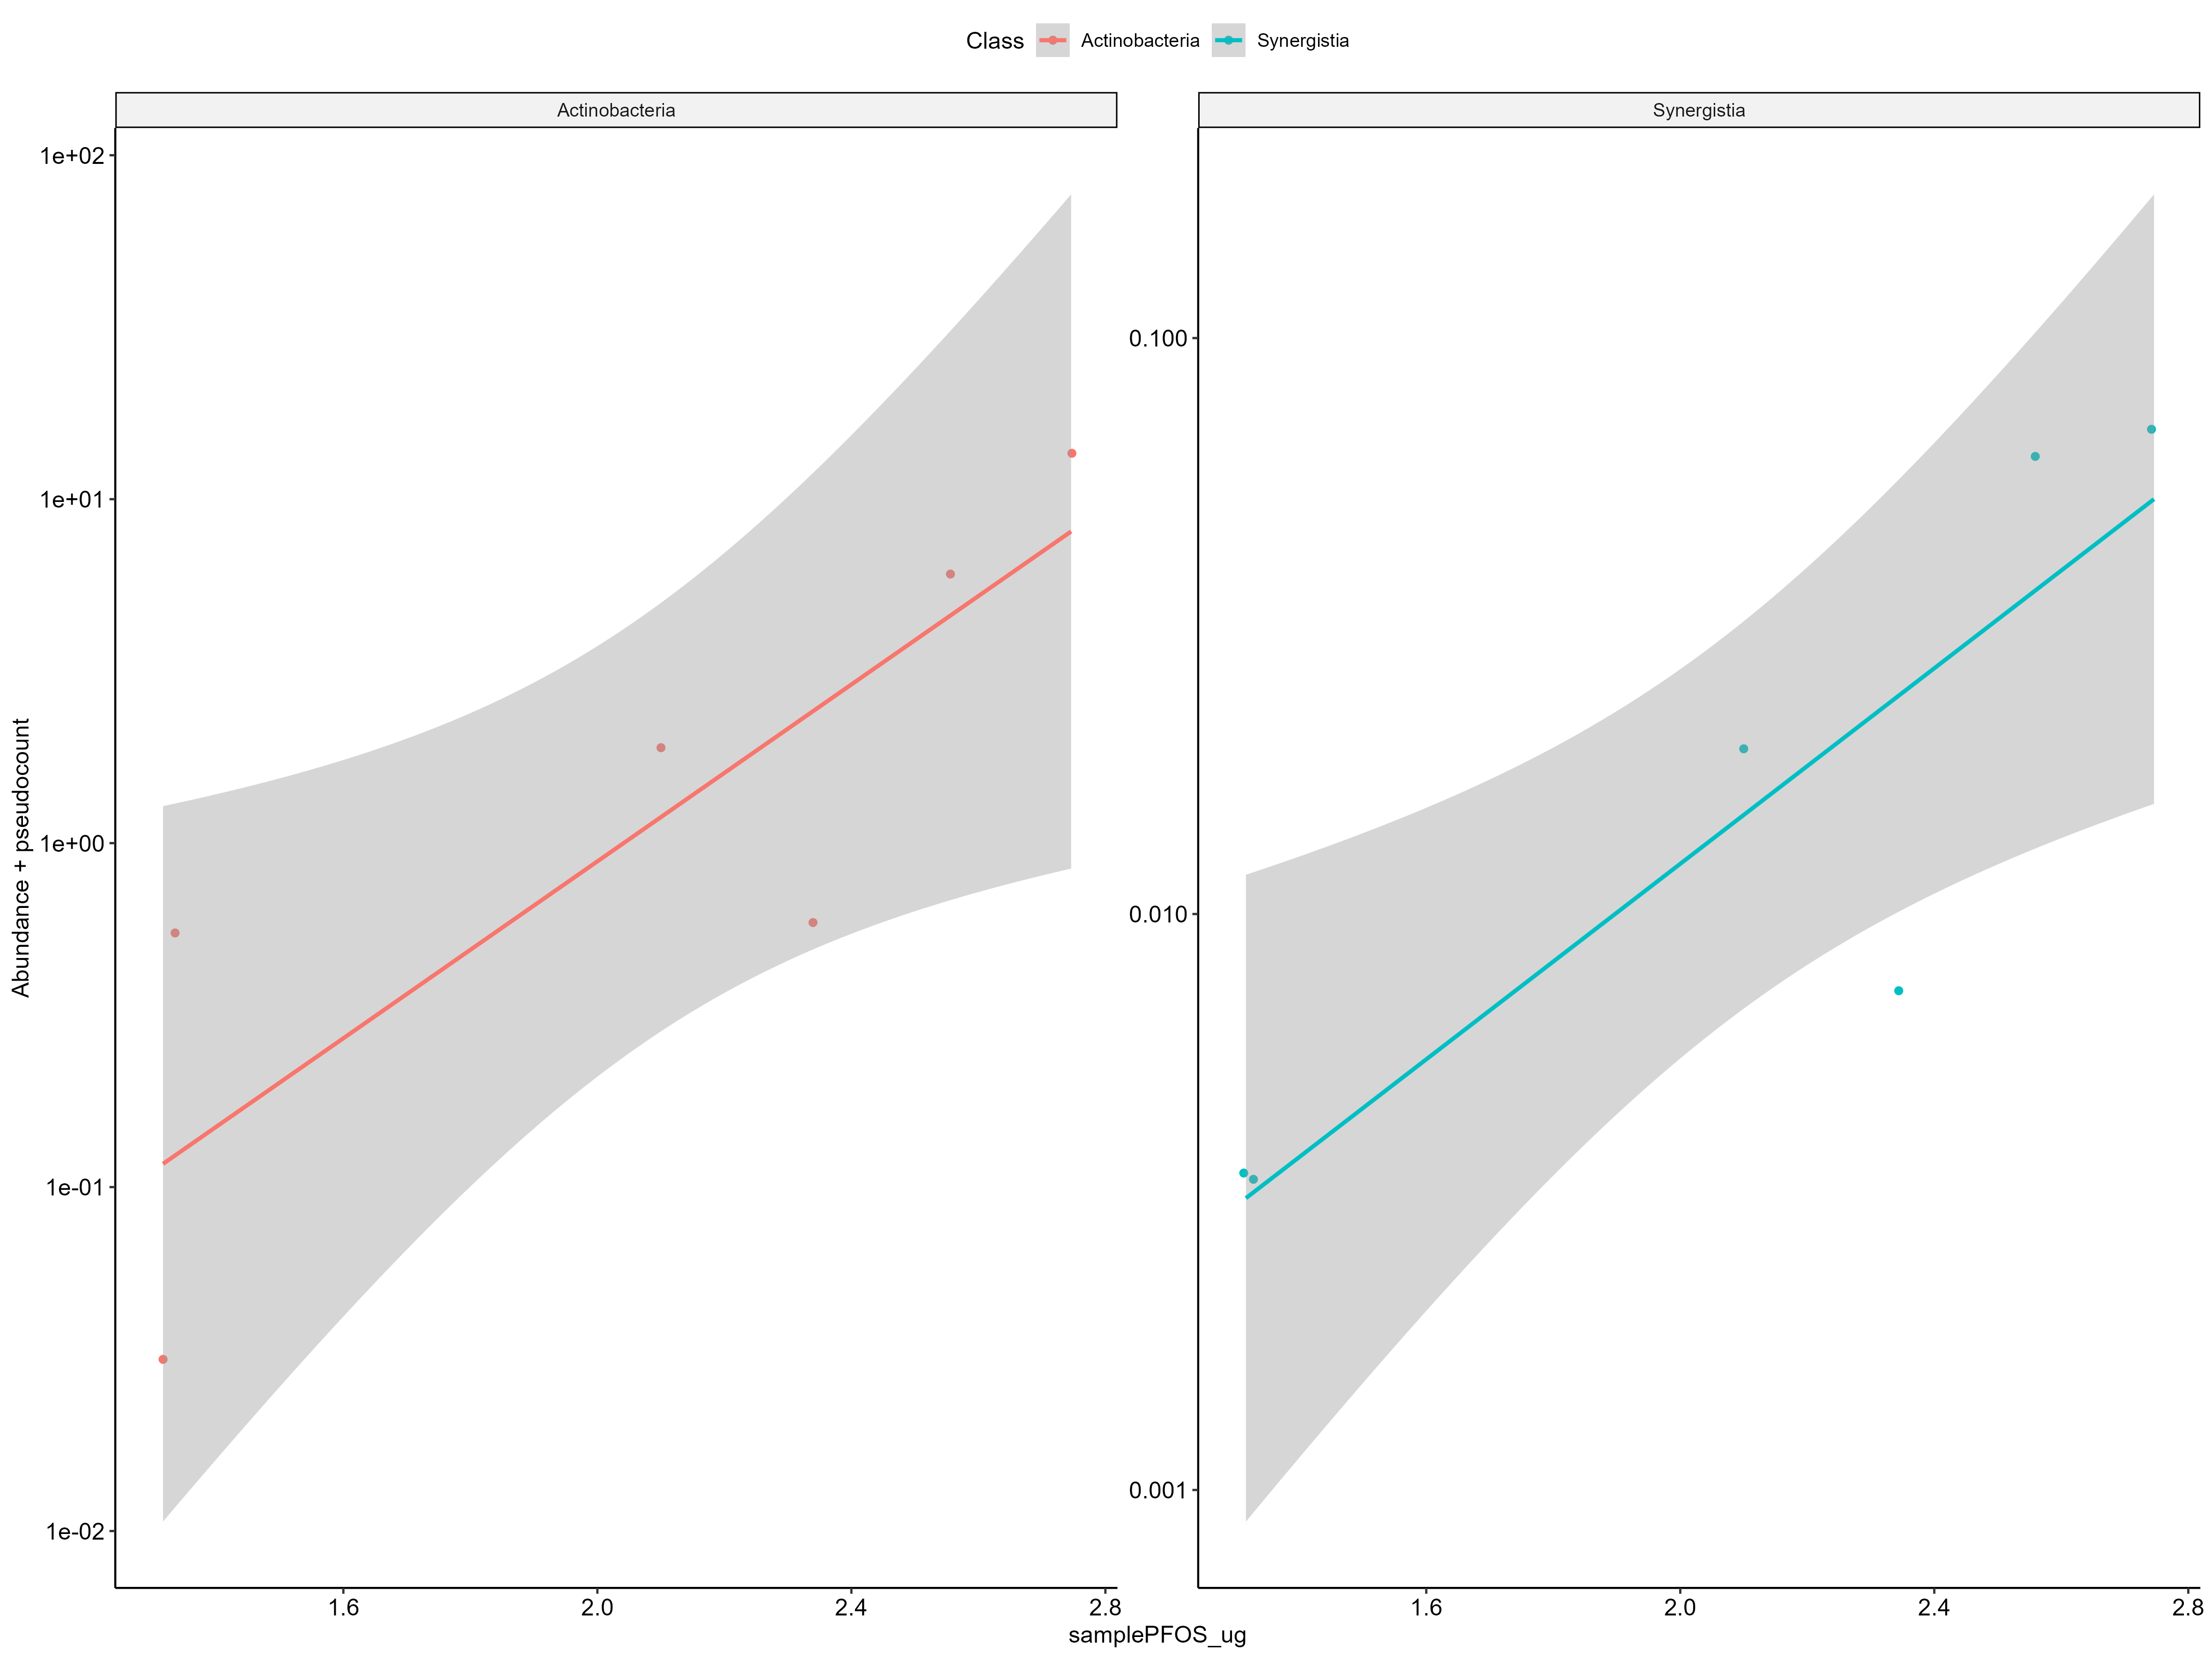 Class Actinobacteria Synergistia
Actinobacteria
Synergistia
Abundance + pseudocount
1e+02
1e+01
1e+00
1e-01
1e-02
0.100
0.010
0.001
1.6 2.0 2.4 2.8
1.6 2.0 2.4 2.8
samplePFOS_ug